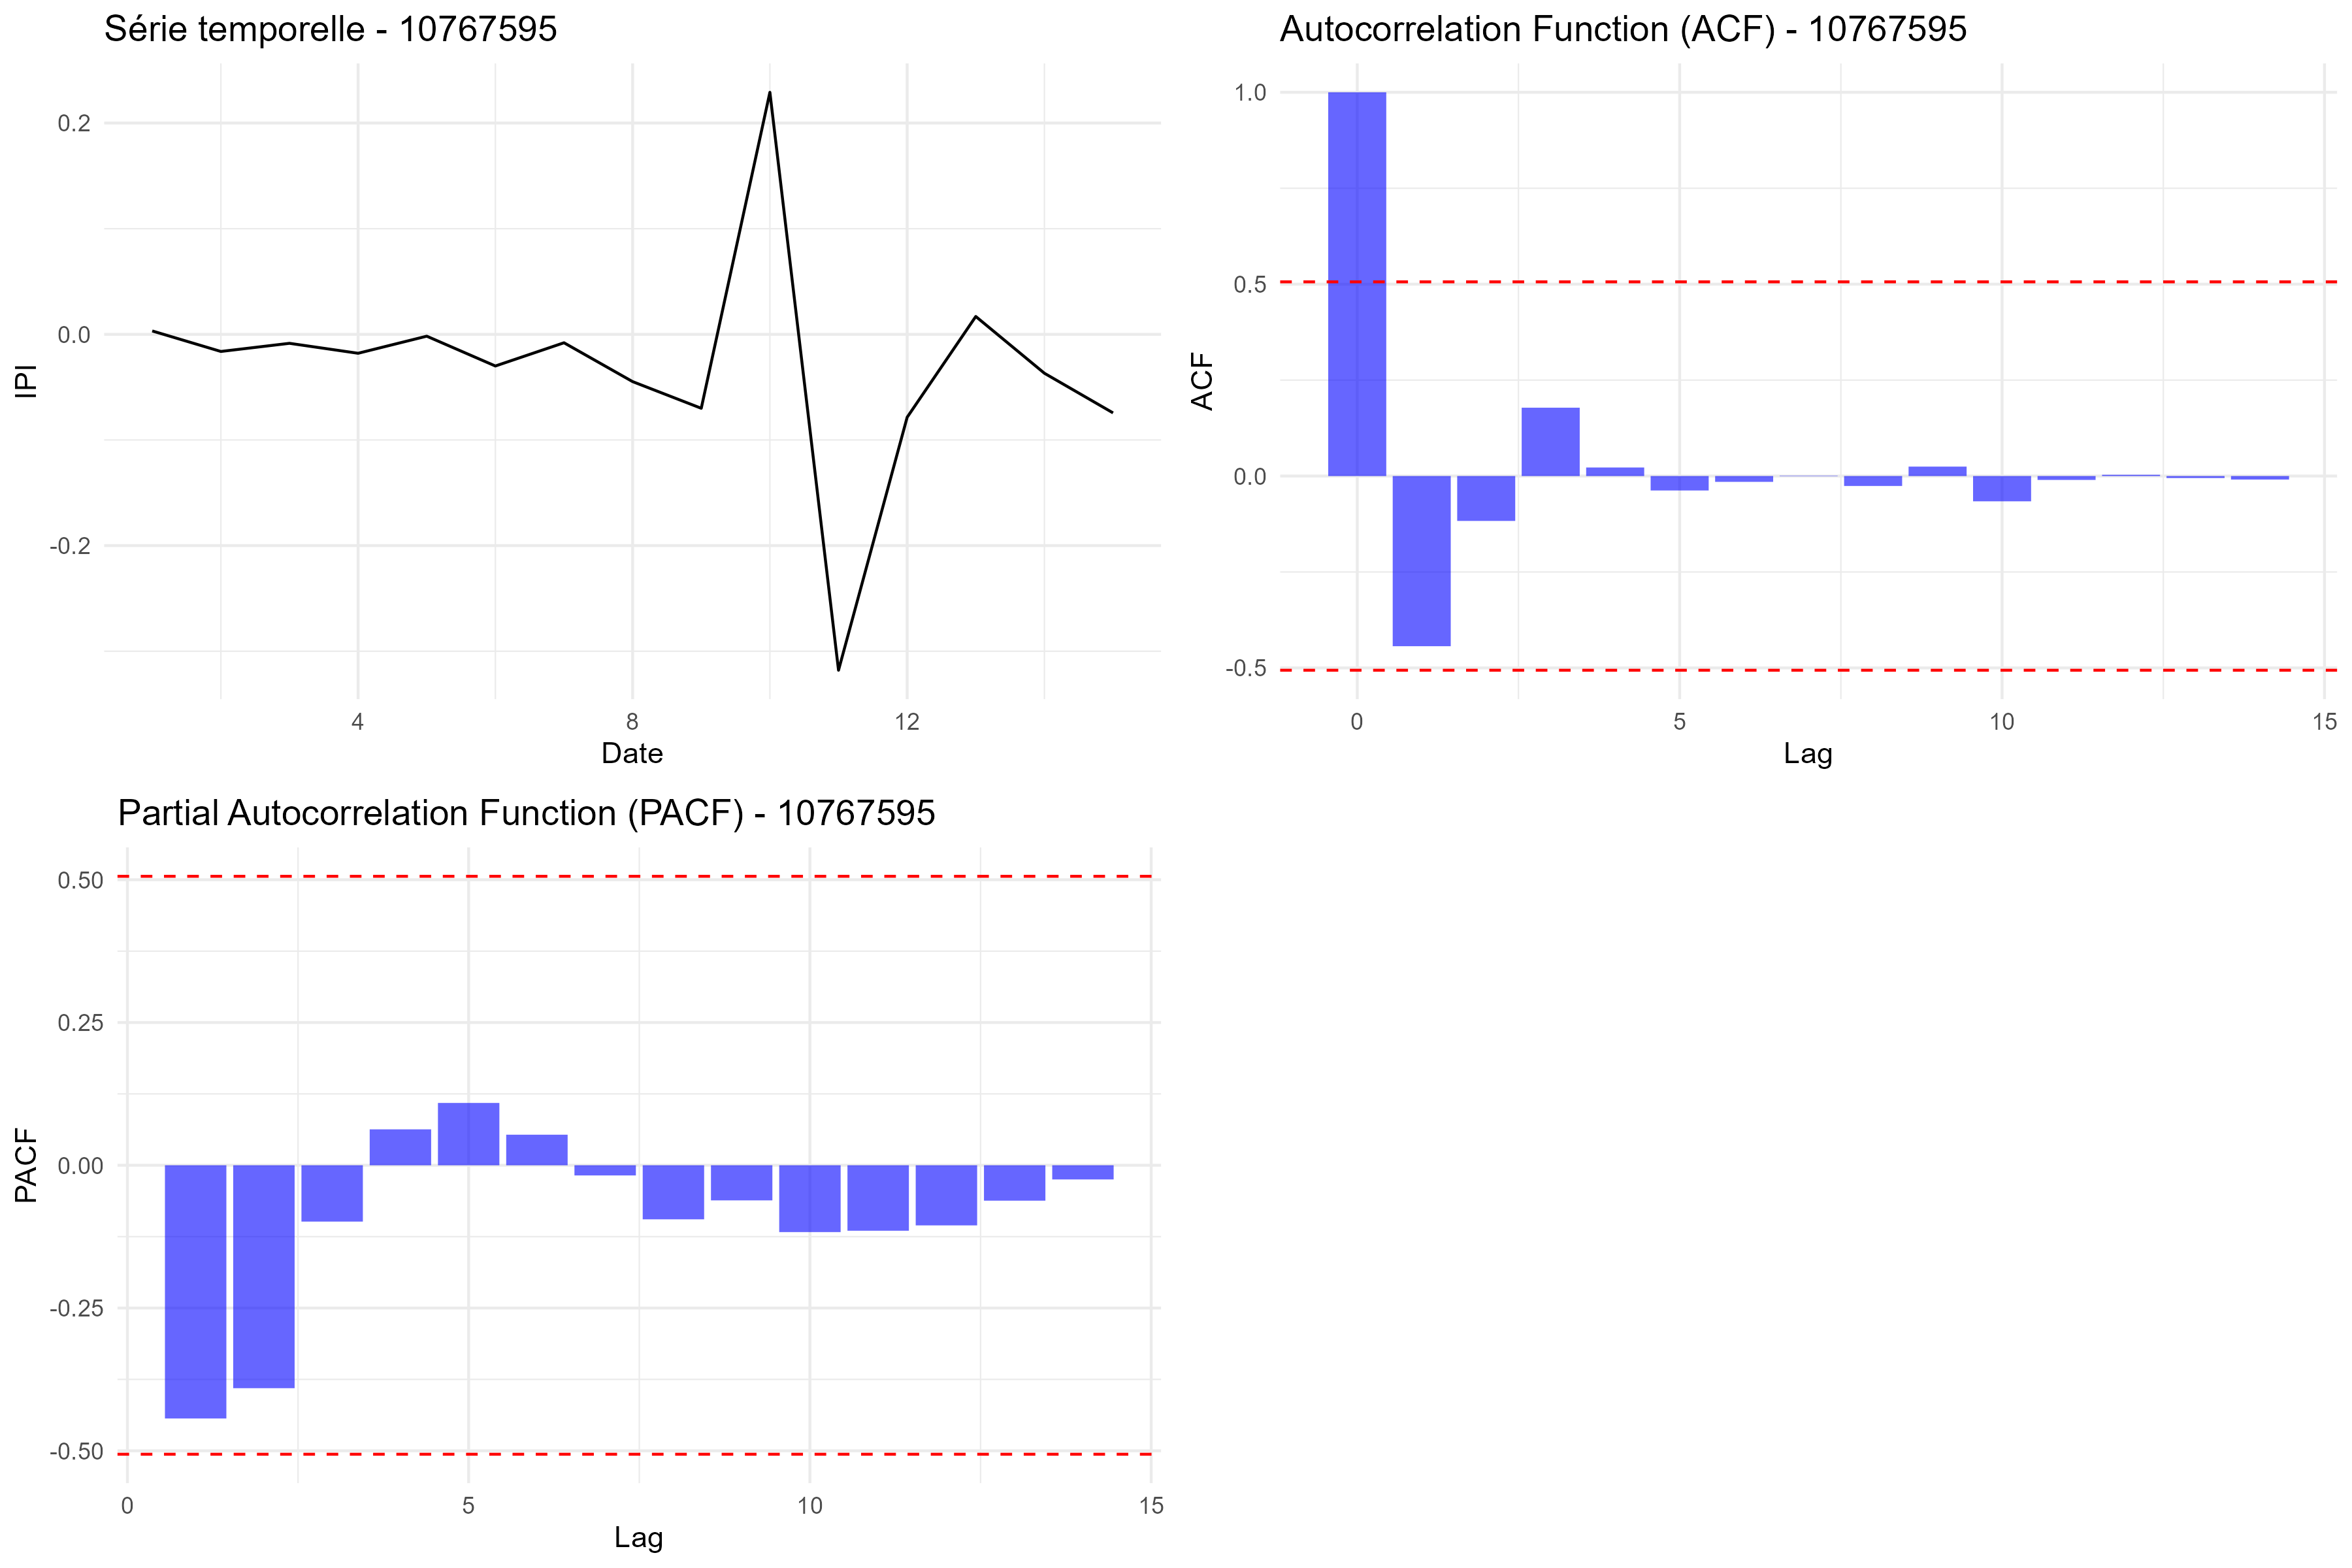 Série temporelle - 10767595
0.2
0.0
-0.2
IPI
4
8
12
Date
Autocorrelation Function (ACF) - 10767595
1.0
0.5
0.0
-0.5
ACF
0
5
10
15
Lag
Partial Autocorrelation Function (PACF) - 10767595
0.50
0.25
0.00
-0.25
-0.50
PACF
0
5
10
15
Lag